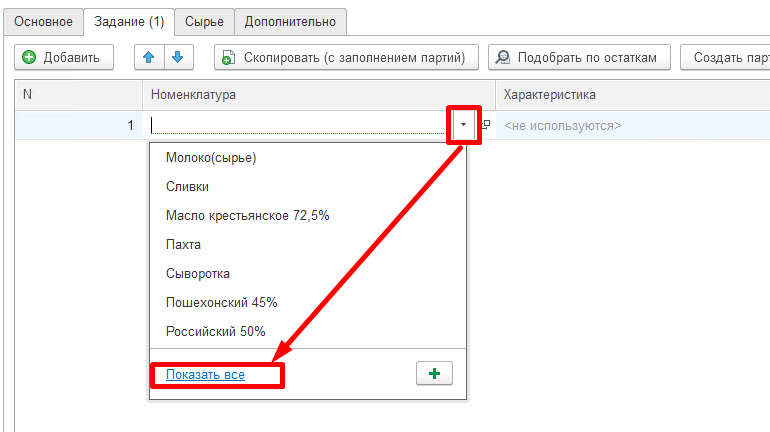 Основное Задание (1) Сырье Дополнительно
Добавить Скопировать (с заполнением партий) Подобрать по остаткам Создать парт
N Номенклатура Характеристика
1 <не используются>
Молоко(сырье)
Сливки
Масло крестьянское 72,5%
Пахта
Сыворотка
Пошехонский 45%
Российский 50%
Показать все